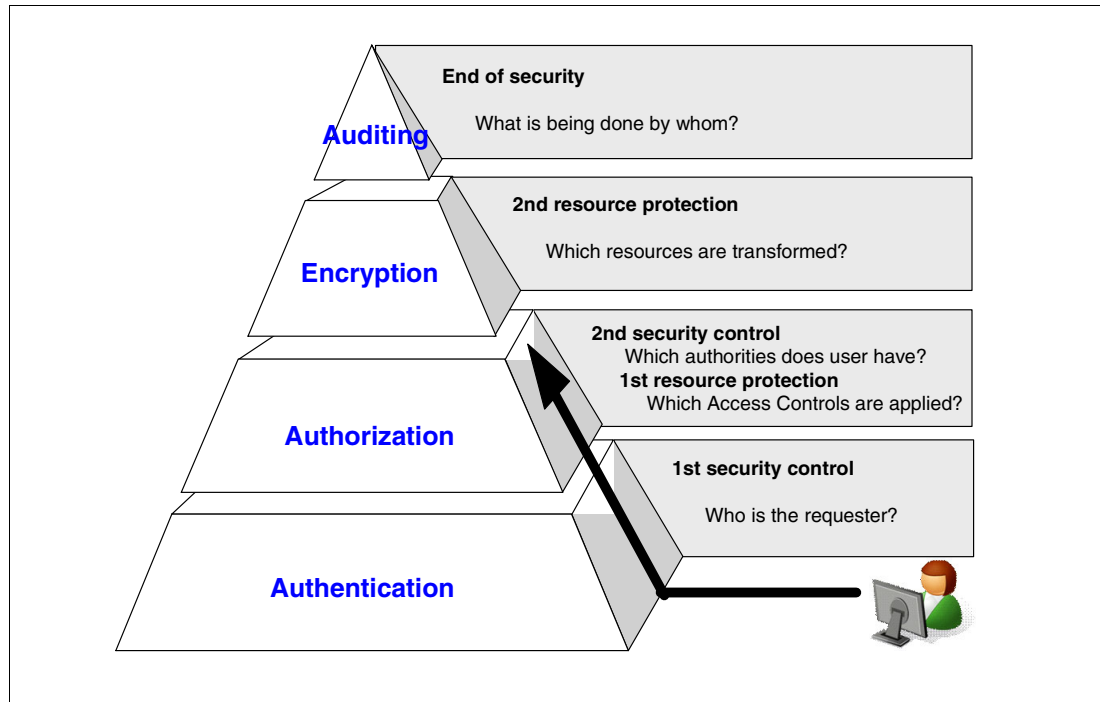 End of security
What is being done by whom?
Auditing
2nd resource protection
Which resources are transformed?
Encryption
2nd security control
Which authorities does user have?
1st resource protection
Which Access Controls are applied?
Authorization
1st security control
Who is the requester?
Authentication